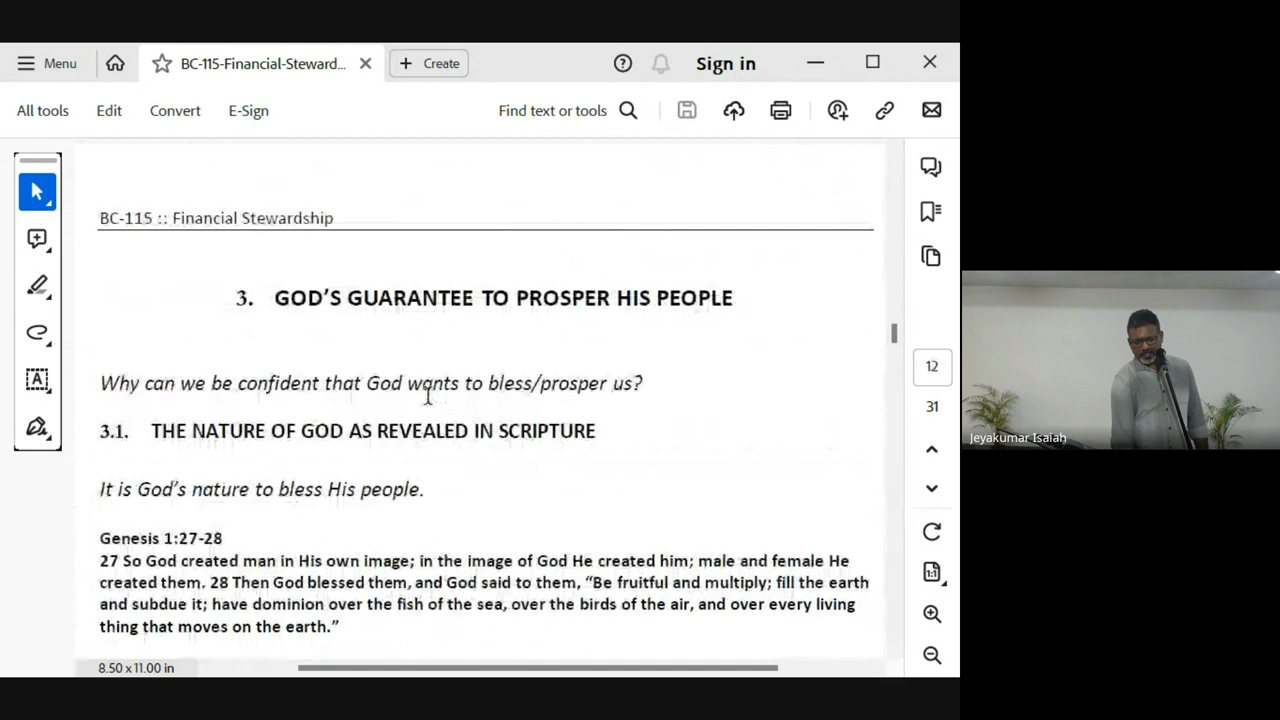 Menu
BC-115-Financial-Steward...
Create
Sign in
All tools
Edit
Convert
E-Sign
Find text or tools
BC-115 :: Financial Stewardship
3. GOD'S GUARANTEE TO PROSPER HIS PEOPLE
Why can we be confident that God wants to bless/prosper us?
3.1. THE NATURE OF GOD AS REVEALED IN SCRIPTURE
It is God's nature to bless His people.
Genesis 1:27-28
27 So God created man in His own image; in the image of God He created him; male and female He
created them. 28 Then God blessed them, and God said to them, “Be fruitful and multiply; fill the earth
and subdue it; have dominion over the fish of the sea, over the birds of the air, and over every living
thing that moves on the earth.”
8.50 x 11.00 in
12
31
1:1
Jeyakumar Isaiah